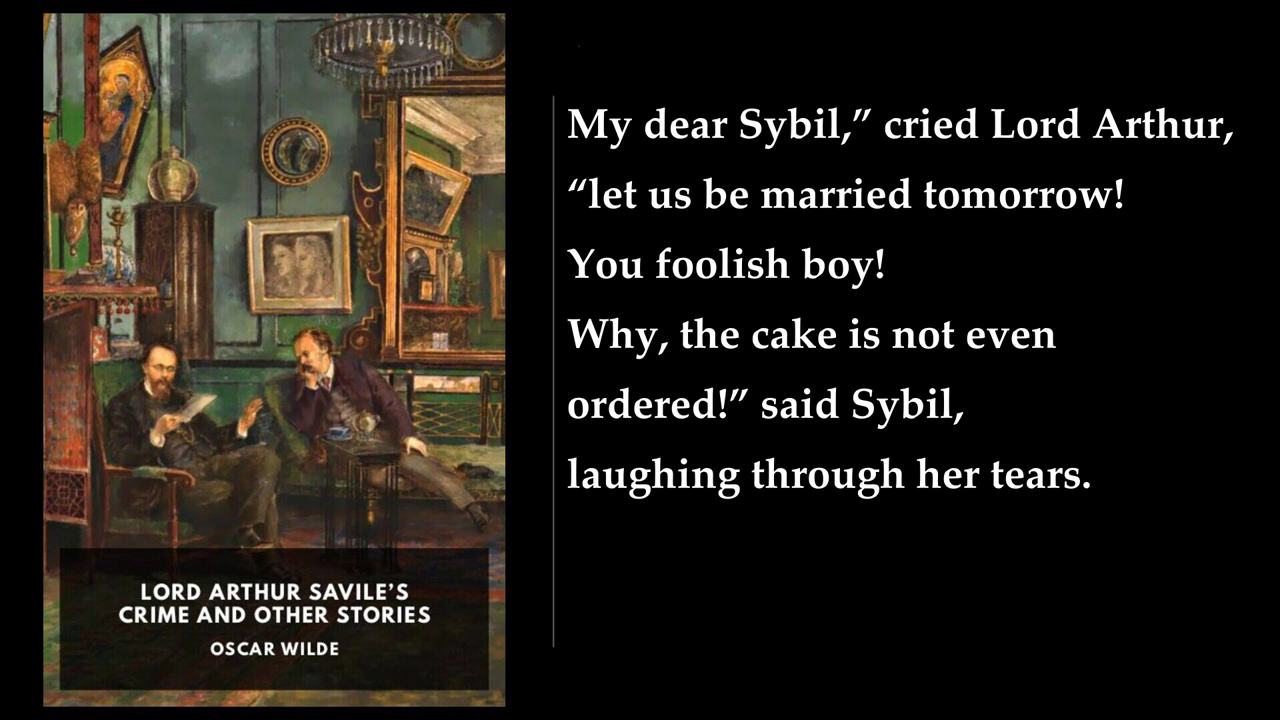 LORD ARTHUR SAVILE’S
CRIME AND OTHER STORIES
OSCAR WILDE
My dear Sybil,” cried Lord Arthur,
“let us be married tomorrow!
You foolish boy!
Why, the cake is not even
ordered!” said Sybil,
laughing through her tears.